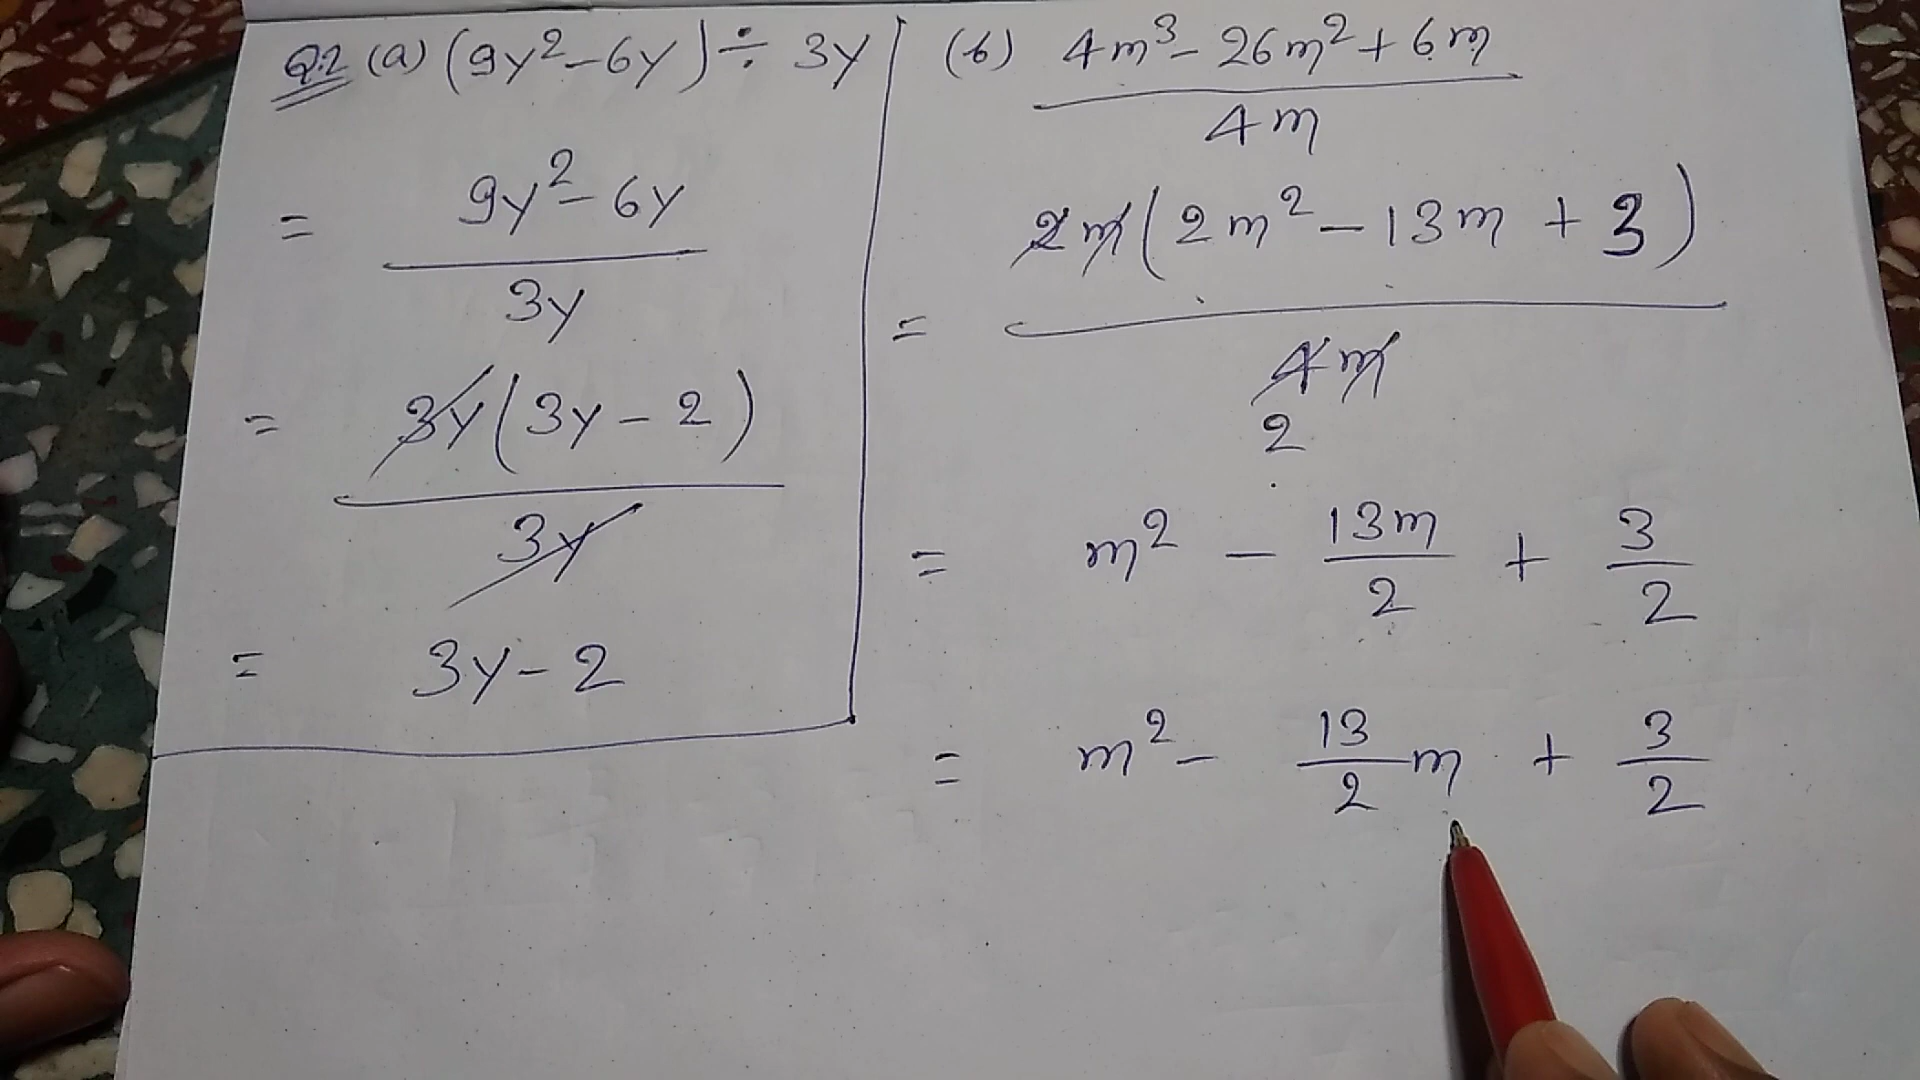 Q.2 (a) (9y² - 6y) ÷ 3y
= 9y² - 6y / 3y
= 3y(3y - 2) / 3y
= 3y - 2
(b) 4m³ - 26m² + 6m / 4m
= 2m(2m² - 13m + 3) / 4m
2
= m² - 13m/2 + 3/2
= m² - 13/2 m + 3/2